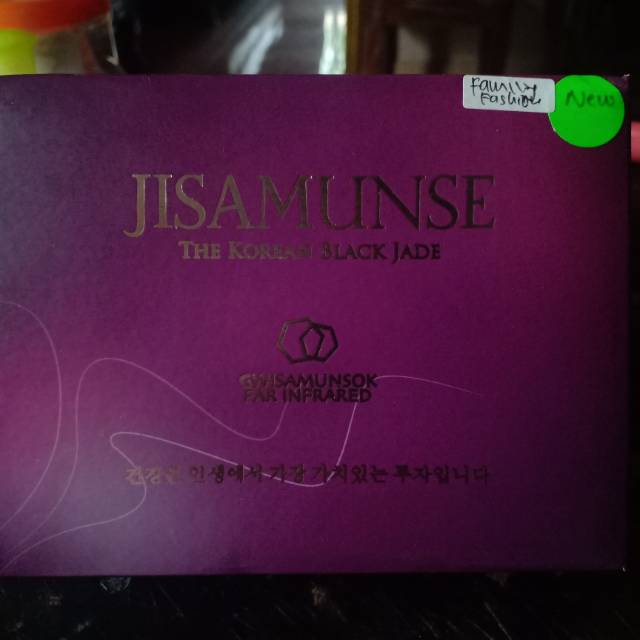 Family
Fashion
New
JISAMUNSE
THE KOREAN BLACK JADE
GWISAMUNSOK
FAR INFRARED
건강은 인생에서 가장 가치있는 투자입니다